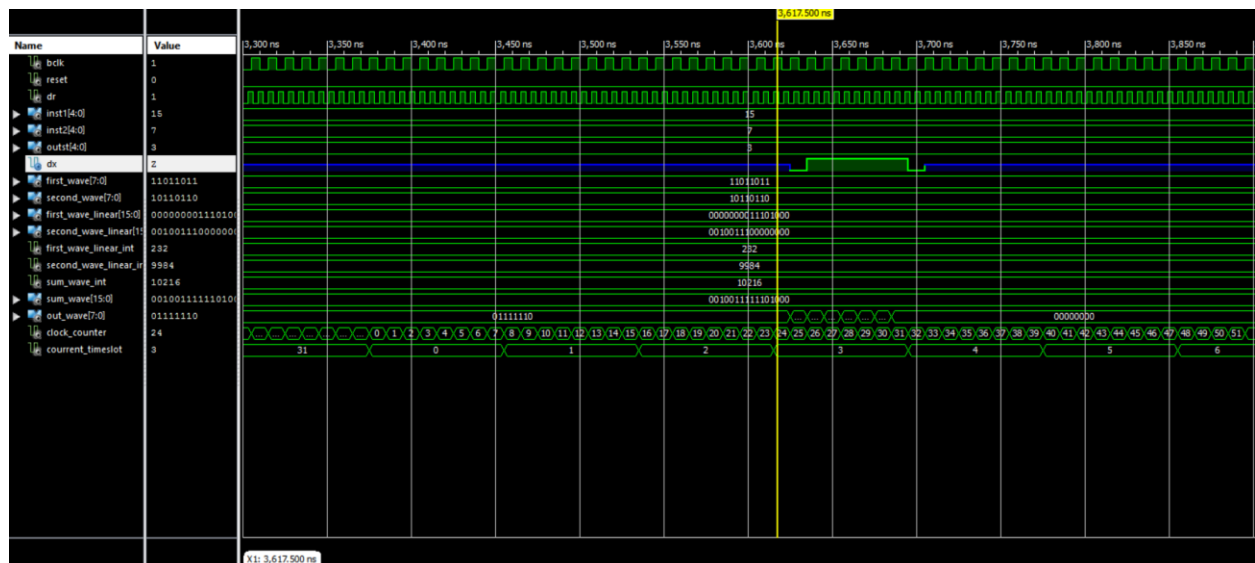 3,617.500 ns
Name Value 3,300 ns 3,350 ns 3,400 ns 3,450 ns 3,500 ns 3,550 ns 3,600 ns 3,650 ns 3,700 ns 3,750 ns 3,800 ns 3,850 ns
bclk 1
reset 0
dr 1
inst1[4:0] 15 15
inst2[4:0] 7 7
outst[4:0] 3 3
dx Z
first_wave[7:0] 11011011 11011011
second_wave[7:0] 10110110 10110110
first_wave_linear[15:0] 00000000111010( 0000000011101000
second_wave_linear[1! 00100111000000( 0010011100000000
first_wave_linear_int 232 232
second_wave_linear_ir 9984 9984
sum_wave_int 10216 10216
sum_wave[15:0] 00100111111010( 0010011111101000
out_wave[7:0] 01111110 01111110 ... ... ... ... ... 00000000
clock_counter 24 ... ... ... ... ... ... ... 0 1 2 3 4 5 6 7 8 9 10 11 12 13 14 15 16 17 18 19 20 21 22 23 24 25 26 27 28 29 30 31 32 33 34 35 36 37 38 39 40 41 42 43 44 45 46 47 48 49 50 51
courrent_timeslot 3 31 0 1 2 3 4 5 6
X1: 3,617.500 ns